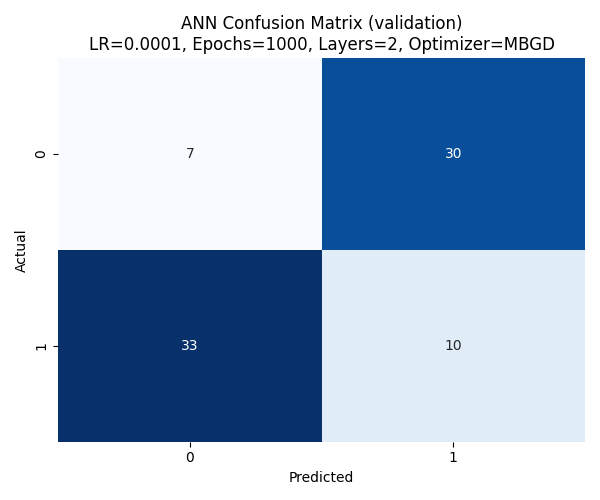 ANN Confusion Matrix (validation)
LR=0.0001, Epochs=1000, Layers=2, Optimizer=MBGD
Actual
0
7
30
1
33
10
0
1
Predicted